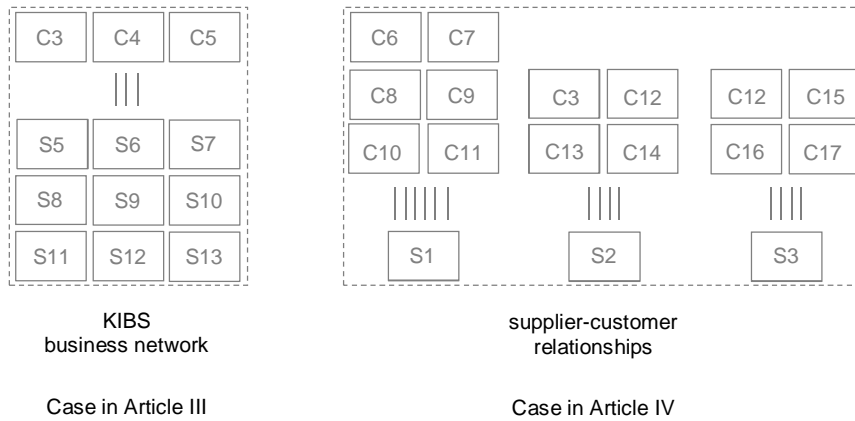 C3 C4 C5
S5 S6 S7
S8 S9 S10
S11 S12 S13
KIBS
business network
Case in Article III
C6 C7
C8 C9 C3 C12 C12 C15
C10 C11 C13 C14 C16 C17
S1 S2 S3
supplier-customer
relationships
Case in Article IV